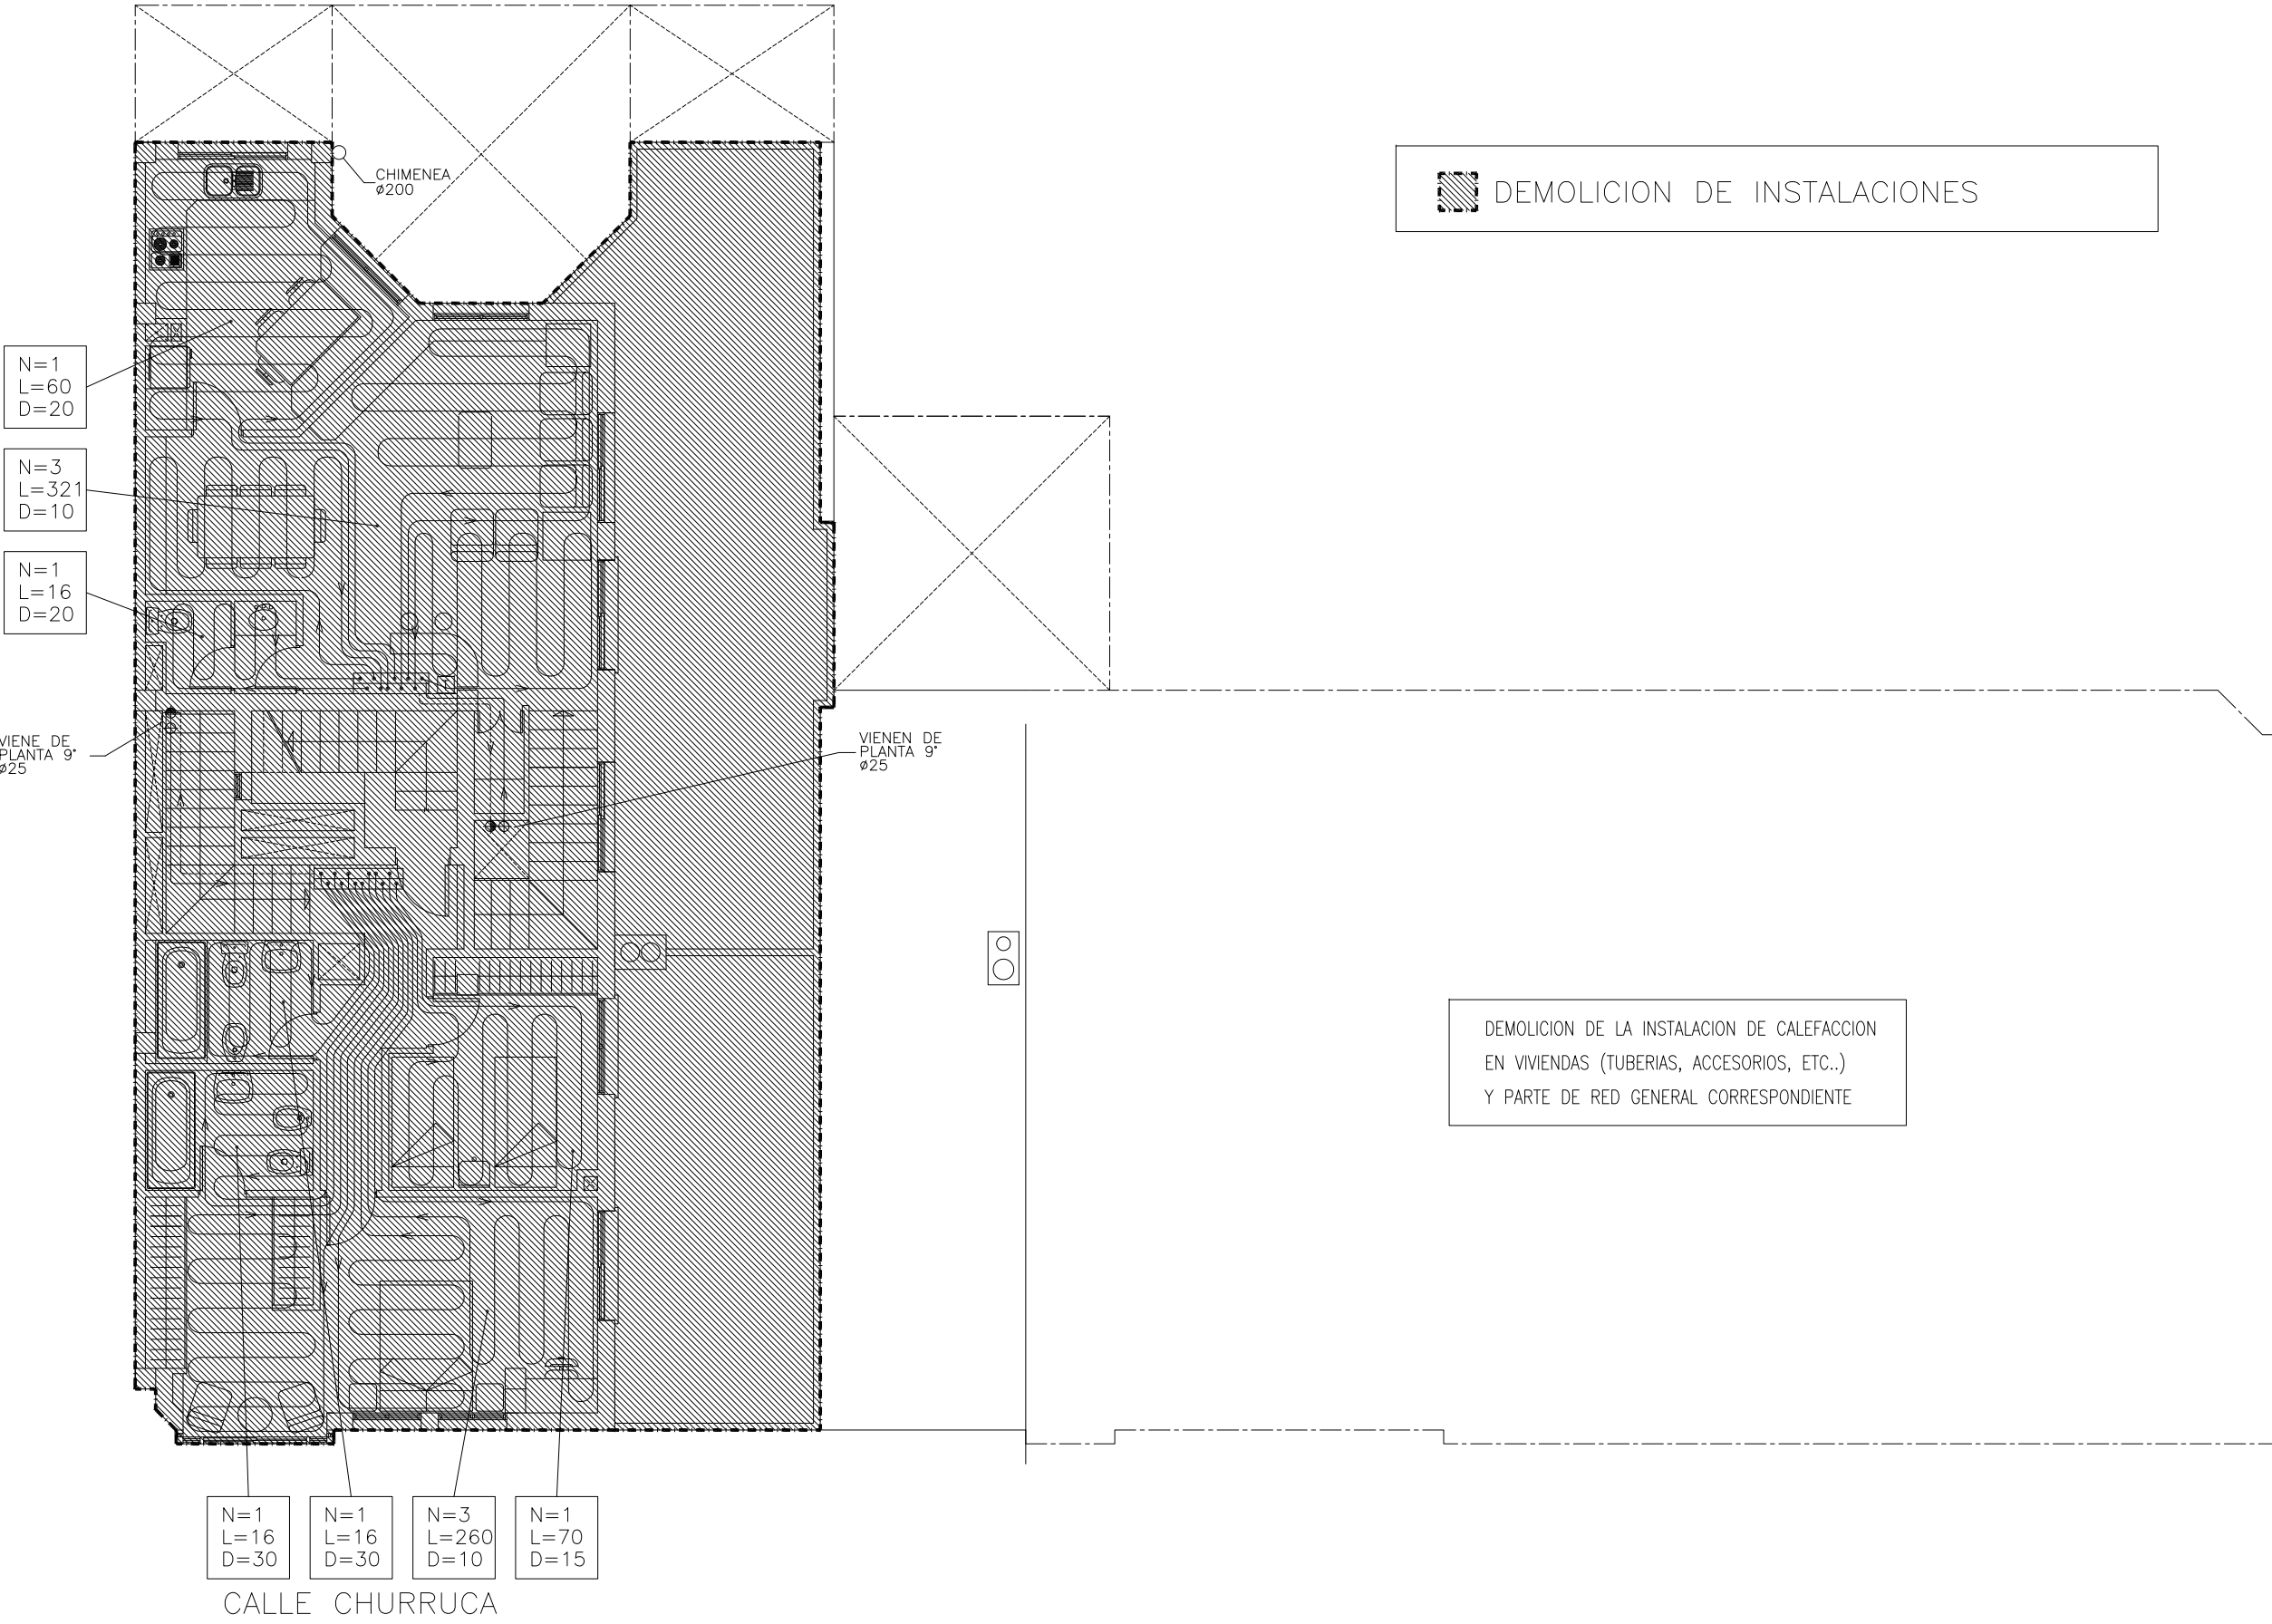 CHIMENEA
ø200
DEMOLICION DE INSTALACIONES
N=1
L=60
D=20
N=3
L=321
D=10
N=1
L=16
D=20
VIENE DE
PLANTA 9°
ø25
VIENEN DE
PLANTA 9°
ø25
DEMOLICION DE LA INSTALACION DE CALEFACCION
EN VIVIENDAS (TUBERIAS, ACCESORIOS, ETC..)
Y PARTE DE RED GENERAL CORRESPONDIENTE
N=1
L=16
D=30
N=1
L=16
D=30
N=3
L=260
D=10
N=1
L=70
D=15
CALLE CHURRUCA